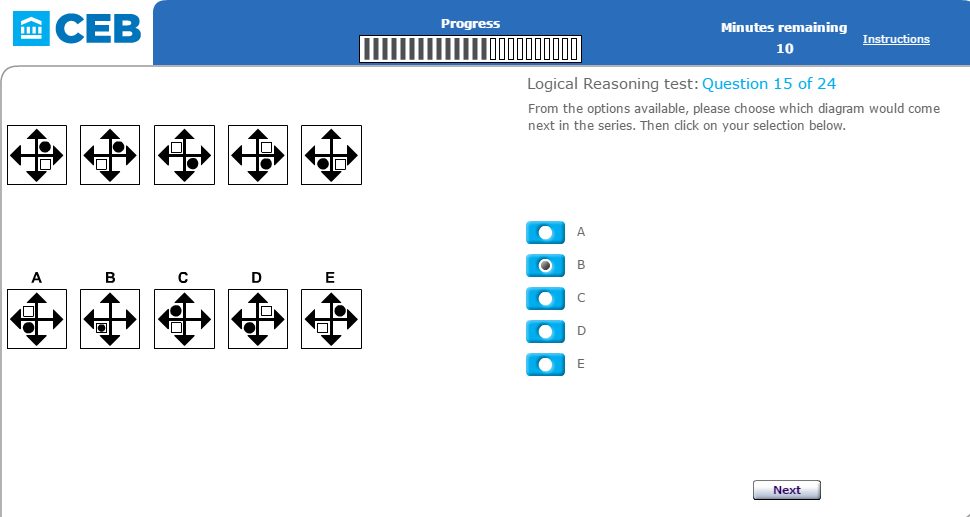 CEB
Progress
Minutes remaining
10
Instructions
Logical Reasoning test: Question 15 of 24
From the options available, please choose which diagram would come
next in the series. Then click on your selection below.
A
B
C
D
E
A B C D E
Next